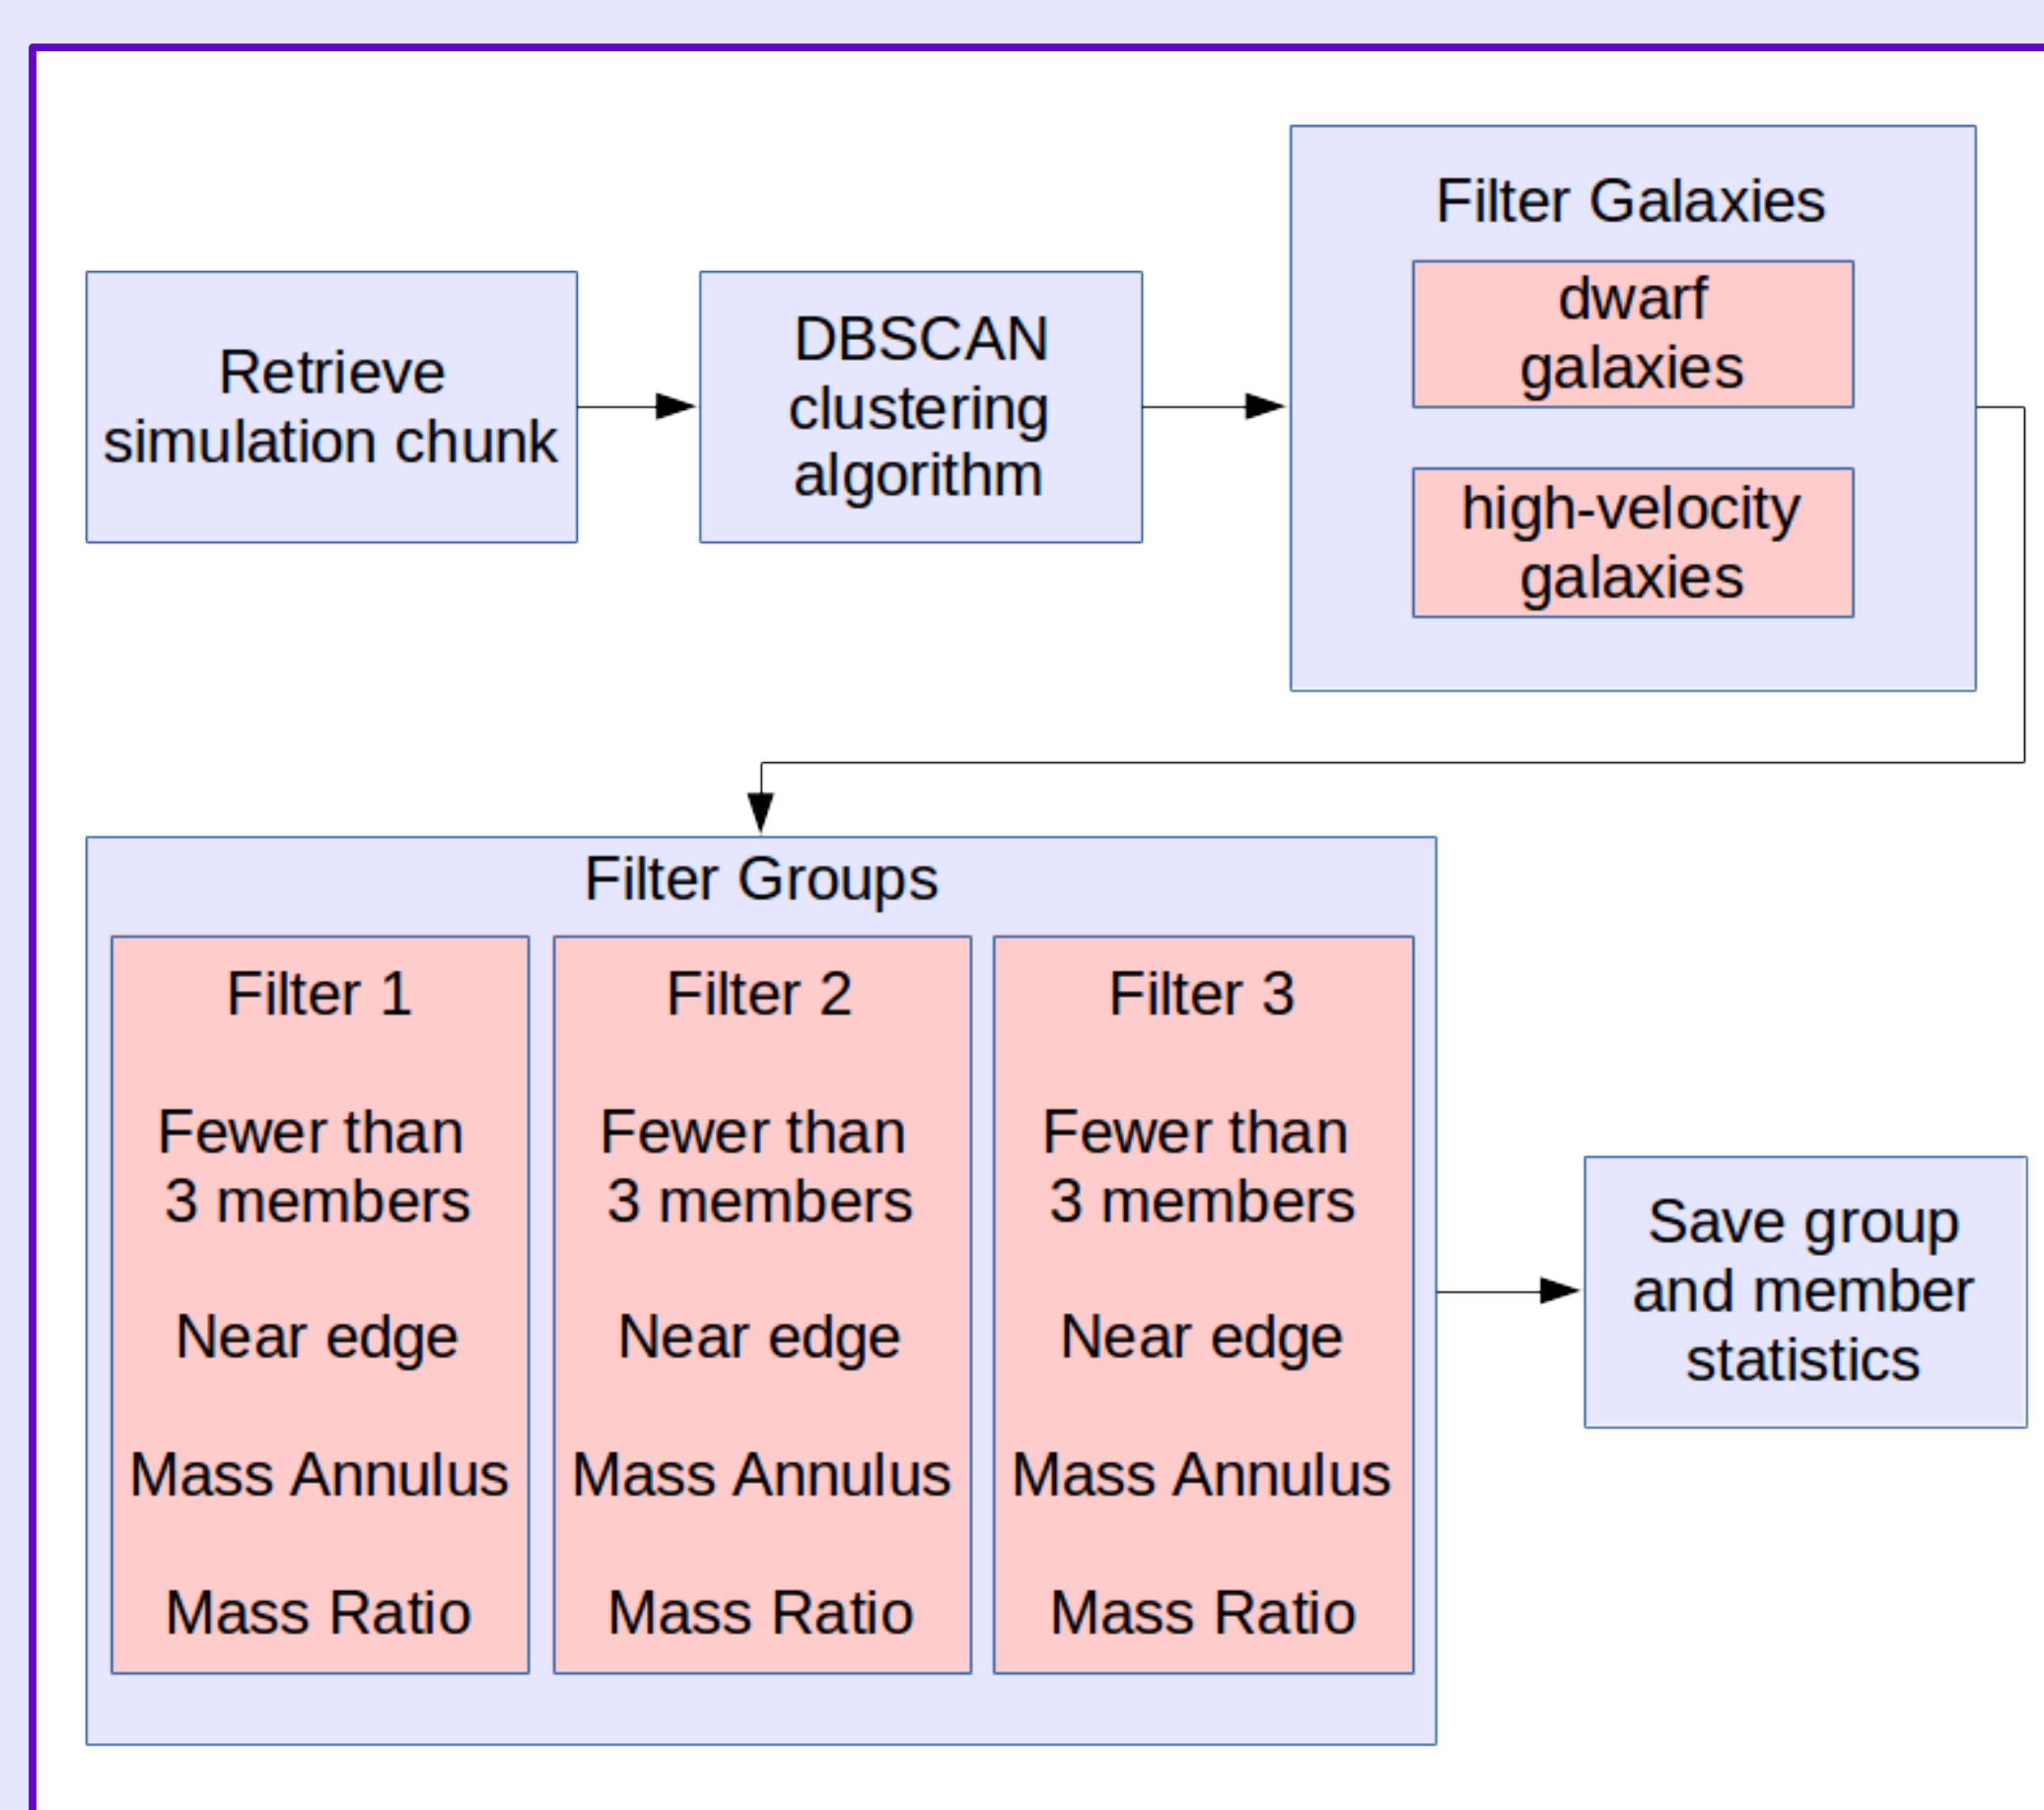 Retrieve
simulation chunk
DBSCAN
clustering
algorithm
Filter Galaxies
dwarf
galaxies
high-velocity
galaxies
Filter Groups
Filter 1
Fewer than
3 members
Near edge
Mass Annulus
Mass Ratio
Filter 2
Fewer than
3 members
Near edge
Mass Annulus
Mass Ratio
Filter 3
Fewer than
3 members
Near edge
Mass Annulus
Mass Ratio
Save group
and member
statistics